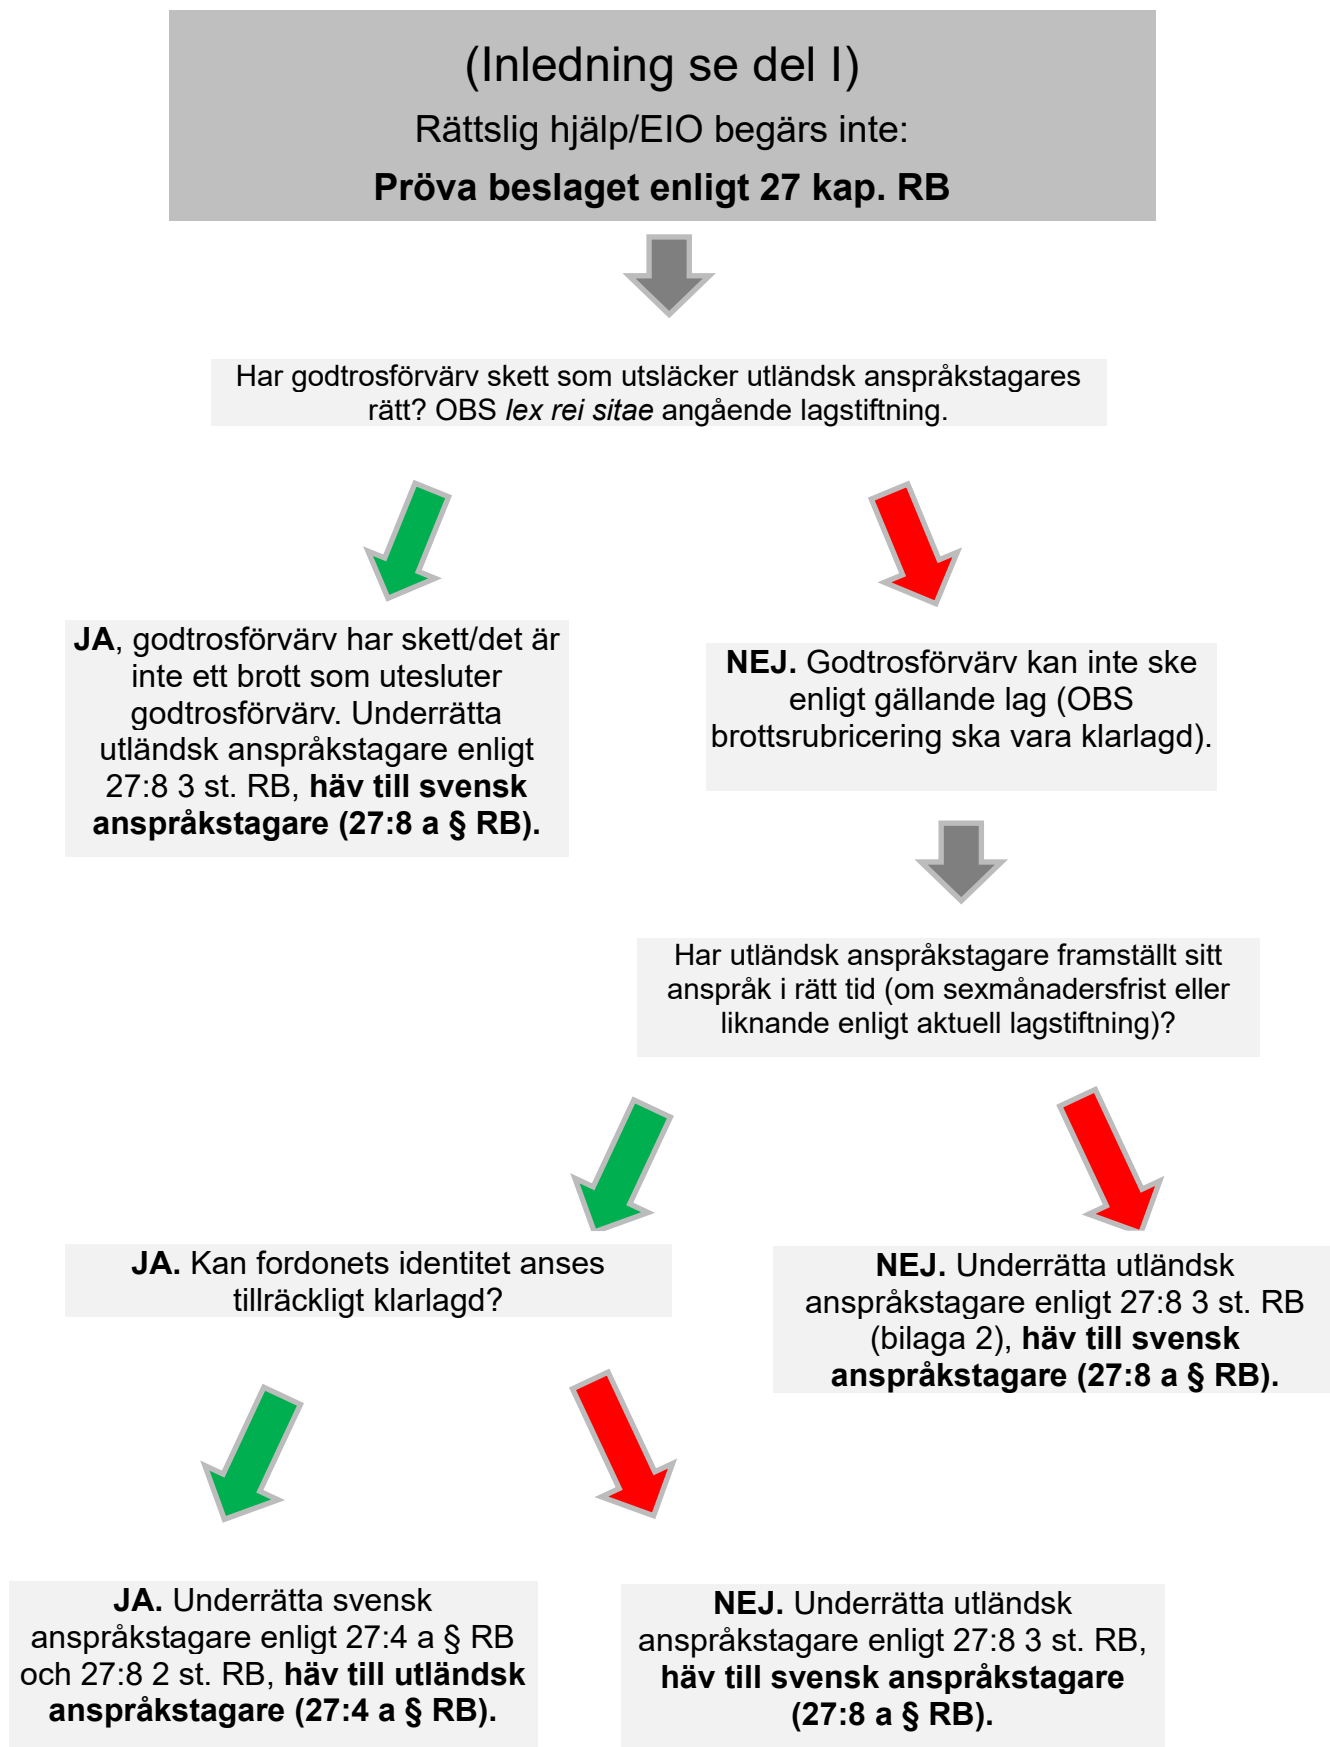 (Inledning se del I)
Rättslig hjälp/EIO begärs inte:
Pröva beslaget enligt 27 kap. RB
Har godtrosförvärv skett som utsläcker utländsk anspråkstagares
rätt? OBS lex rei sitae angående lagstiftning.
JA, godtrosförvärv har skett/det är
inte ett brott som utesluter
godtrosförvärv. Underrätta
utländsk anspråkstagare enligt
27:8 3 st. RB, häv till svensk
anspråkstagare (27:8 a § RB).
NEJ. Godtrosförvärv kan inte ske
enligt gällande lag (OBS
brottsrubricering ska vara klarlagd).
Har utländsk anspråkstagare framställt sitt
anspråk i rätt tid (om sexmånadersfrist eller
liknande enligt aktuell lagstiftning)?
JA. Kan fordonets identitet anses
tillräckligt klarlagd?
NEJ. Underrätta utländsk
anspråkstagare enligt 27:8 3 st. RB
(bilaga 2), häv till svensk
anspråkstagare (27:8 a § RB).
JA. Underrätta svensk
anspråkstagare enligt 27:4 a § RB
och 27:8 2 st. RB, häv till utländsk
anspråkstagare (27:4 a § RB).
NEJ. Underrätta utländsk
anspråkstagare enligt 27:8 3 st. RB,
häv till svensk anspråkstagare
(27:8 a § RB).